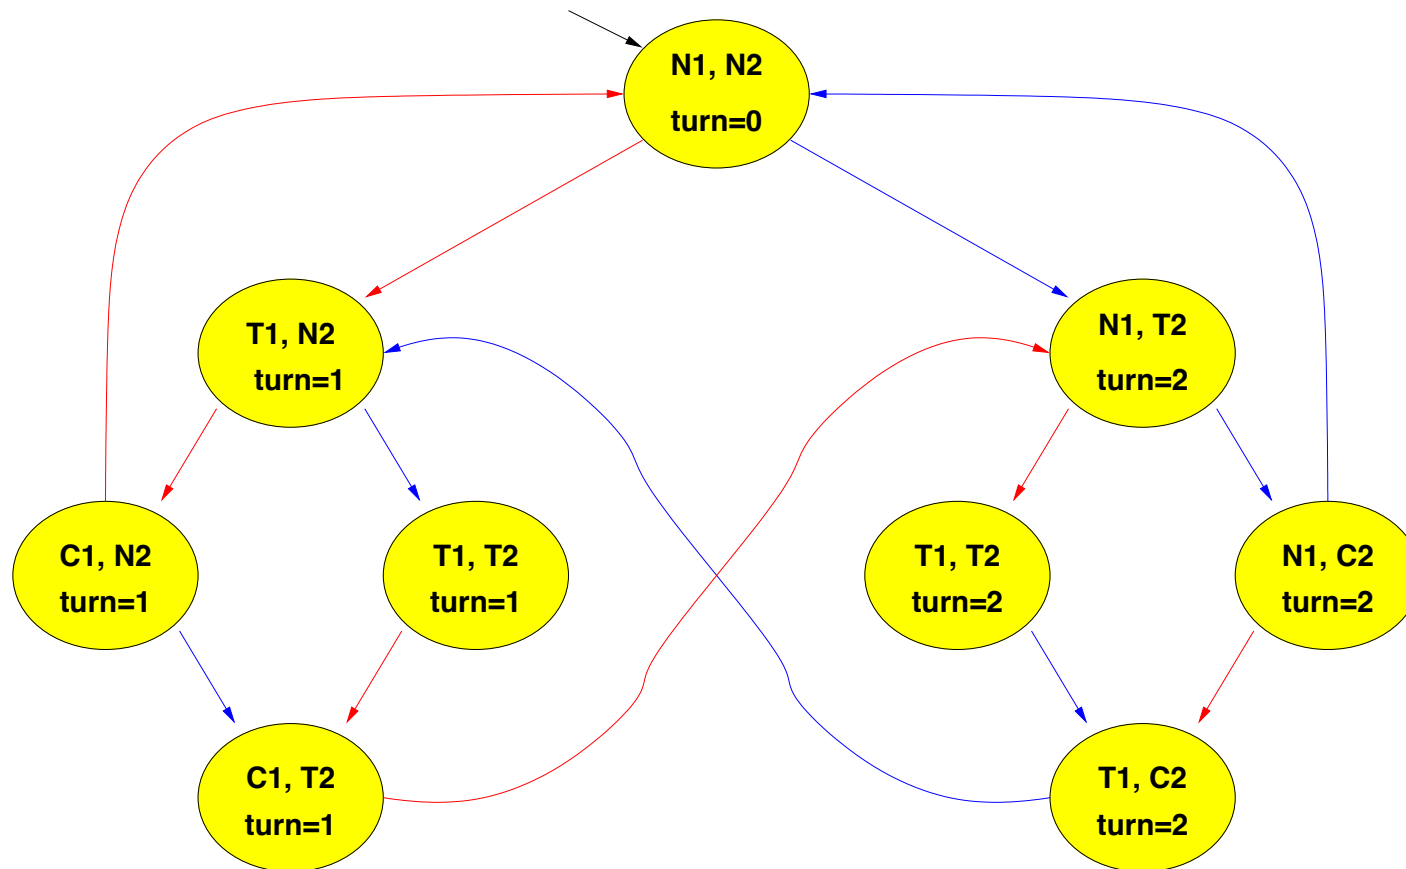 N1, N2
turn=0
T1, N2
turn=1
N1, T2
turn=2
C1, N2
turn=1
T1, T2
turn=1
T1, T2
turn=2
N1, C2
turn=2
C1, T2
turn=1
T1, C2
turn=2